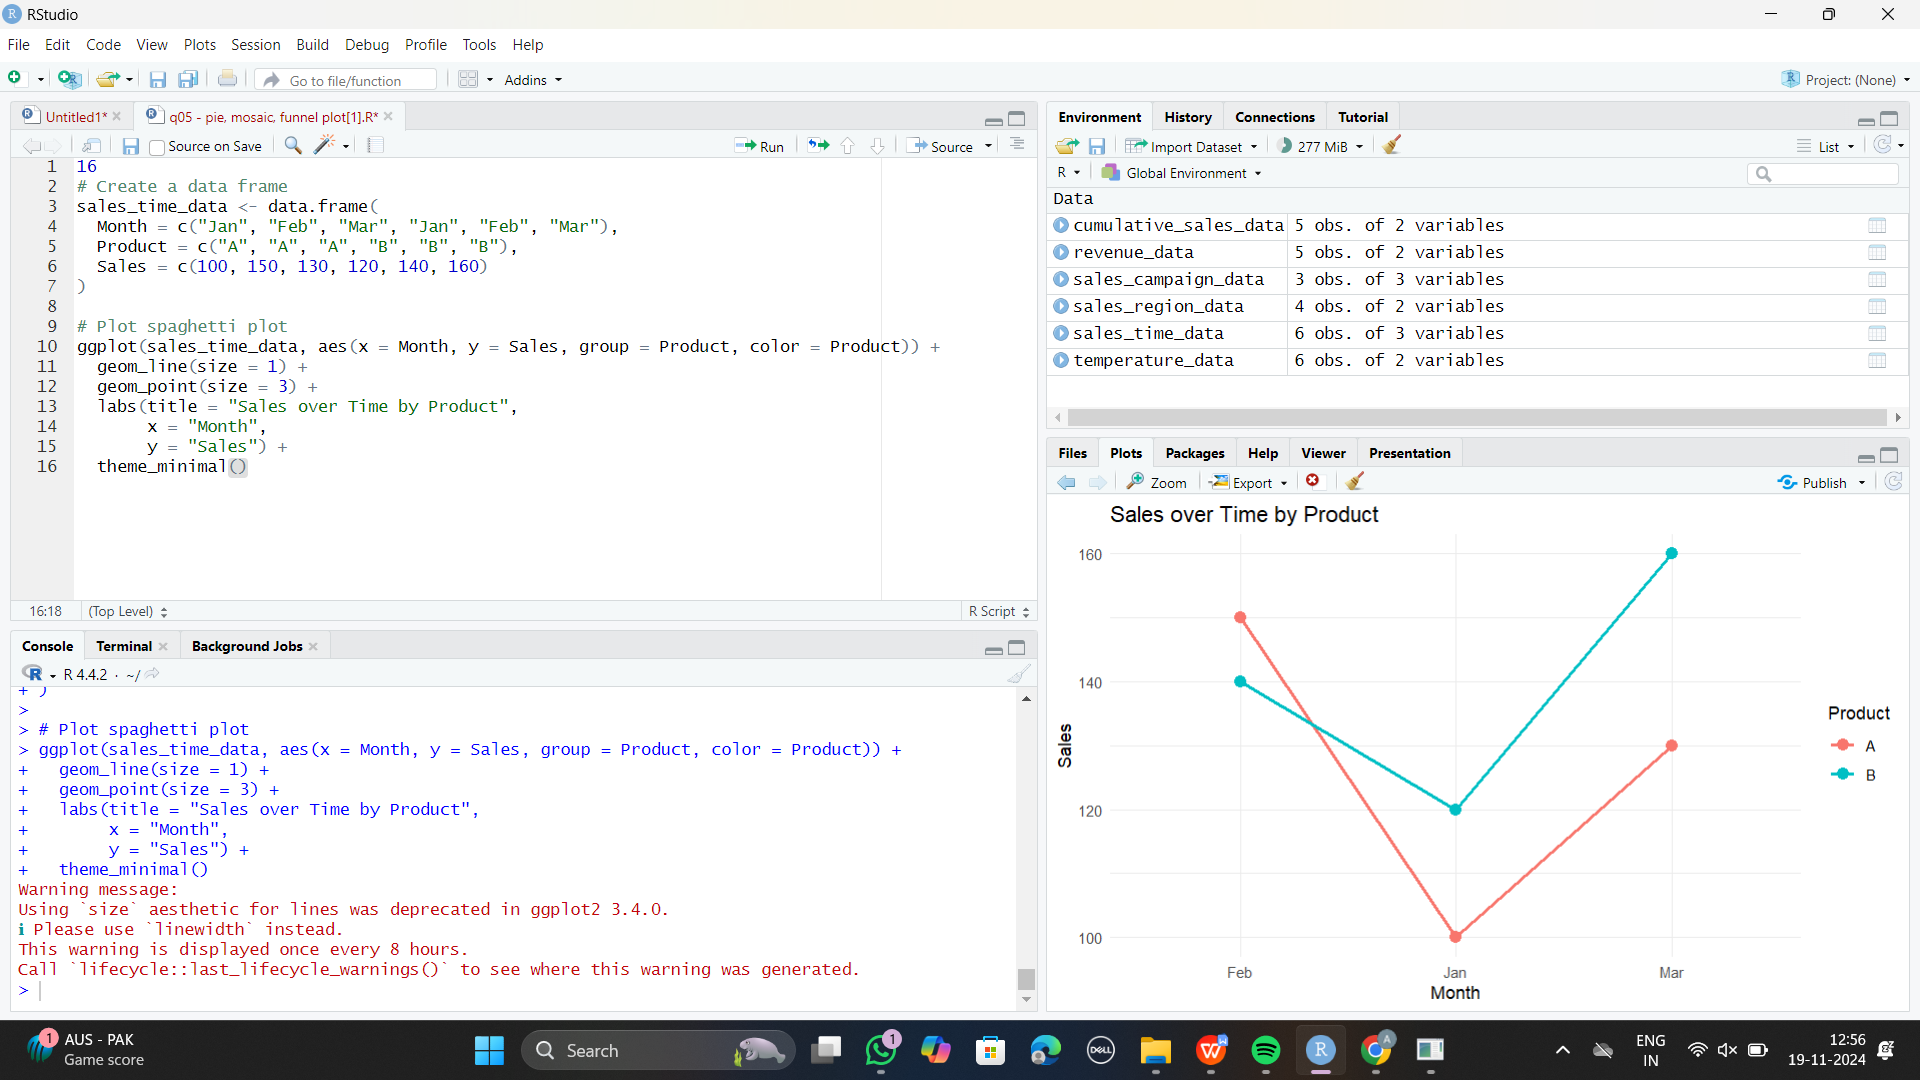 RStudio
File Edit Code View Plots Session Build Debug Profile Tools Help
Go to file/function Addins Project: (None)
Untitled1* q05 - pie, mosaic, funnel plot[1].R*
Source on Save Run Source
1 16
2 # Create a data frame
3 sales_time_data <- data.frame(
4 Month = c("Jan", "Feb", "Mar", "Jan", "Feb", "Mar"),
5 Product = c("A", "A", "A", "B", "B", "B"),
6 Sales = c(100, 150, 130, 120, 140, 160)
7 )
8
9 # Plot spaghetti plot
10 ggplot(sales_time_data, aes(x = Month, y = Sales, group = Product, color = Product)) +
11 geom_line(size = 1) +
12 geom_point(size = 3) +
13 labs(title = "Sales over Time by Product",
14 x = "Month",
15 y = "Sales") +
16 theme_minimal()
16:18 (Top Level) R Script
Console Terminal Background Jobs
R 4.4.2 · ~/
+ )
>
> # Plot spaghetti plot
> ggplot(sales_time_data, aes(x = Month, y = Sales, group = Product, color = Product)) +
+ geom_line(size = 1) +
+ geom_point(size = 3) +
+ labs(title = "Sales over Time by Product",
+ x = "Month",
+ y = "Sales") +
+ theme_minimal()
Warning message:
Using `size` aesthetic for lines was deprecated in ggplot2 3.4.0.
ℹ Please use `linewidth` instead.
This warning is displayed once every 8 hours.
Call `lifecycle::last_lifecycle_warnings()` to see where this warning was generated.
>
Environment History Connections Tutorial
Import Dataset 277 MiB List
R Global Environment
Data
cumulative_sales_data 5 obs. of 2 variables
revenue_data 5 obs. of 2 variables
sales_campaign_data 3 obs. of 3 variables
sales_region_data 4 obs. of 2 variables
sales_time_data 6 obs. of 3 variables
temperature_data 6 obs. of 2 variables
Files Plots Packages Help Viewer Presentation
Zoom Export Publish
Sales over Time by Product
160
140
120
100
Sales
Feb Jan Mar
Month
Product
A
B
1 AUS - PAK
Game score
Search
1
DELL
W
R
A
ENG
IN
12:56
19-11-2024